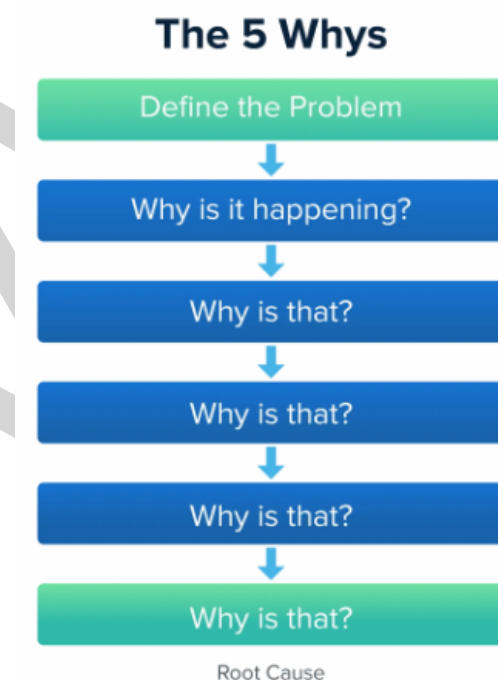 The 5 Whys
Define the Problem
Why is it happening?
Why is that?
Why is that?
Why is that?
Why is that?
Root Cause